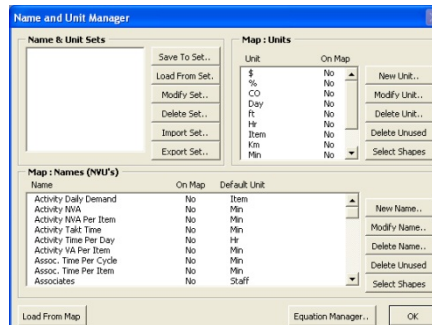 Name and Unit Manager
Name & Unit Sets
Save To Set..
Load From Set.
Modify Set..
Delete Set..
Import Set..
Export Set..
Map : Units
Unit On Map
$ No
% No
CO No
Day No
ft No
Hr No
Item No
Km No
Min No
New Unit..
Modify Unit..
Delete Unit..
Delete Unused
Select Shapes
Map : Names (NVU's)
Name On Map Default Unit
Activity Daily Demand No Item
Activity NVA No Min
Activity NVA Per Item No Min
Activity Takt Time No Min
Activity Time Per Day No Hr
Activity VA Per Item No Min
Assoc. Time Per Cycle No Min
Assoc. Time Per Item No Min
Associates No Staff
New Name..
Modify Name..
Delete Name..
Delete Unused
Select Shapes
Load From Map
Equation Manager..
OK